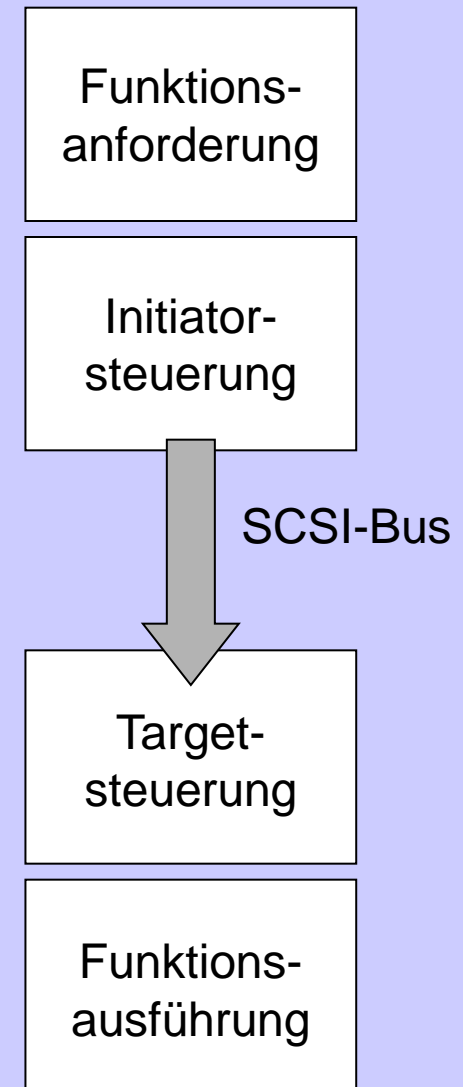 Funktions-
anforderung
Initiator-
steuerung
SCSI-Bus
Target-
steuerung
Funktions-
ausführung